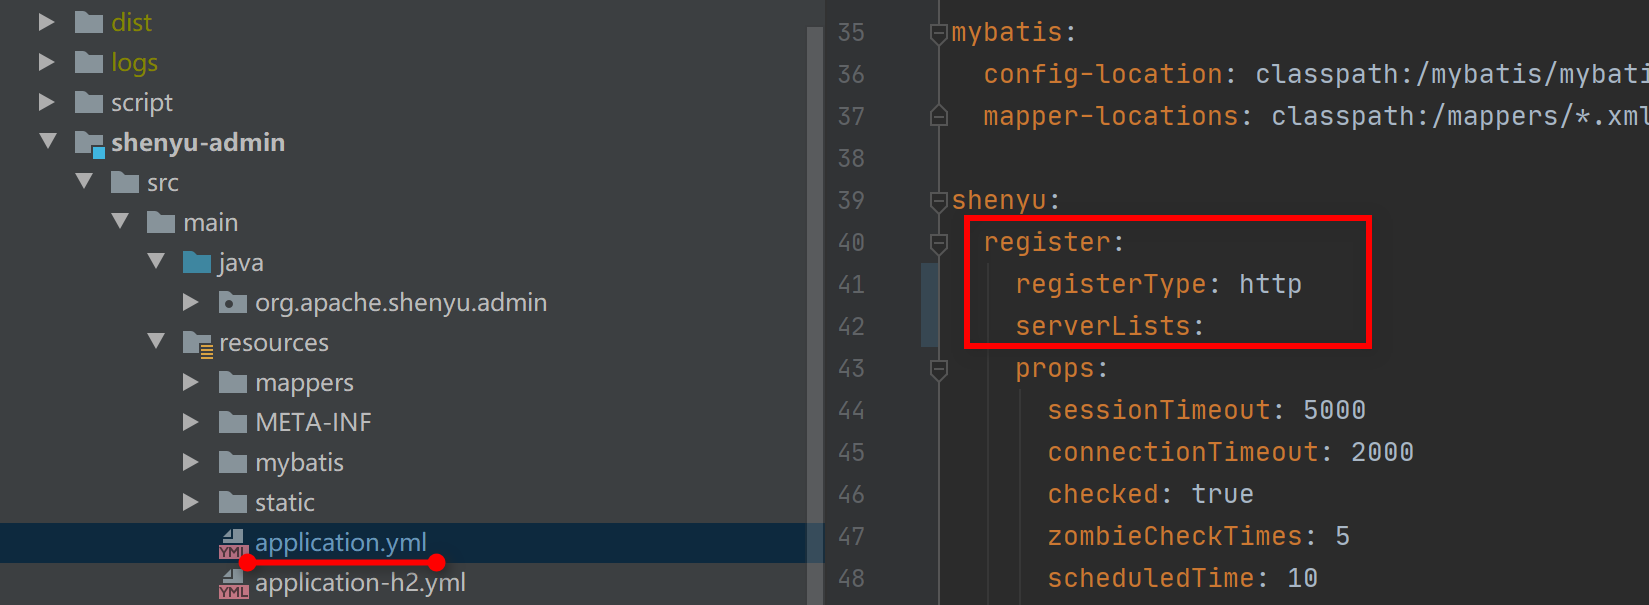 dist
logs
script
shenyu-admin
src
main
java
org.apache.shenyu.admin
resources
mappers
META-INF
mybatis
static
YML application.yml
YML application-h2.yml
35 mybatis:
36 config-location: classpath:/mybatis/mybati
37 mapper-locations: classpath:/mappers/*.xml
38
39 shenyu:
40 register:
41 registerType: http
42 serverLists:
43 props:
44 sessionTimeout: 5000
45 connectionTimeout: 2000
46 checked: true
47 zombieCheckTimes: 5
48 scheduledTime: 10